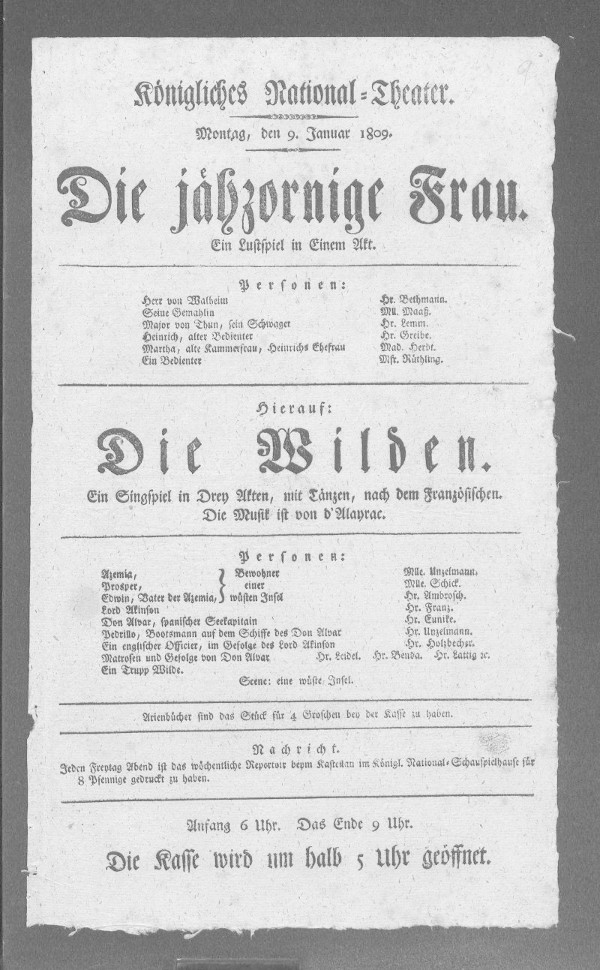 Königliches National-Theater.
Montag, den 9. Januar 1809.
Die jähzornige Frau.
Ein Lustspiel in Einem Akt.
Personen:
Herr von Walheim Hr. Bethmann.
Seine Gemahlin Mll. Maaß.
Major von Thun, sein Schwager Hr. Lemm.
Heinrich, alter Bedienter Hr. Greibe.
Martha, alte Kammerfrau, Heinrichs Ehefrau Mad. Herdt.
Ein Bedienter Mstr. Rüthling.
Hierauf:
Die Wilden.
Ein Singspiel in Drey Akten, mit Tänzen, nach dem Französischen.
Die Musik ist von d'Alayrac.
Personen:
Azemia, } Bewohner Mlle. Unzelmann.
Prosper, } einer Mlle. Schick.
Edwin, Vater der Azemia, } wüsten Insel Hr. Ambrosch.
Lord Akinson Hr. Franz.
Don Alvar, spanischer Seekapitain Hr. Eunike.
Pedrillo, Bootsmann auf dem Schiffe des Don Alvar Hr. Unzelmann.
Ein englischer Officier, im Gefolge des Lord Akinson Hr. Holzbecher.
Matrosen und Gefolge von Don Alvar Hr. Leidel. Hr. Benda. Hr. Lattig ꝛc.
Ein Trupp Wilde.
Scene: eine wüste Insel.
Arienbücher sind das Stück für 4 Groschen bey der Kasse zu haben.
Nachricht.
Jeden Freytag Abend ist das wöchentliche Repertoir beym Kastellan im Königl. National-Schauspielhause für
8 Pfennige gedruckt zu haben.
Anfang 6 Uhr. Das Ende 9 Uhr.
Die Kasse wird um halb 5 Uhr geöffnet.